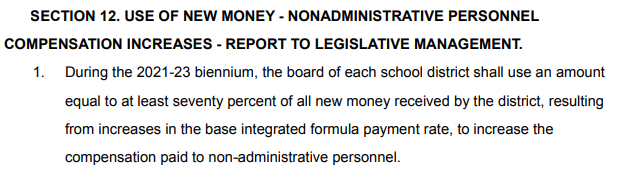 SECTION 12. USE OF NEW MONEY - NONADMINISTRATIVE PERSONNEL
COMPENSATION INCREASES - REPORT TO LEGISLATIVE MANAGEMENT.
1. During the 2021-23 biennium, the board of each school district shall use an amount
equal to at least seventy percent of all new money received by the district, resulting
from increases in the base integrated formula payment rate, to increase the
compensation paid to non-administrative personnel.